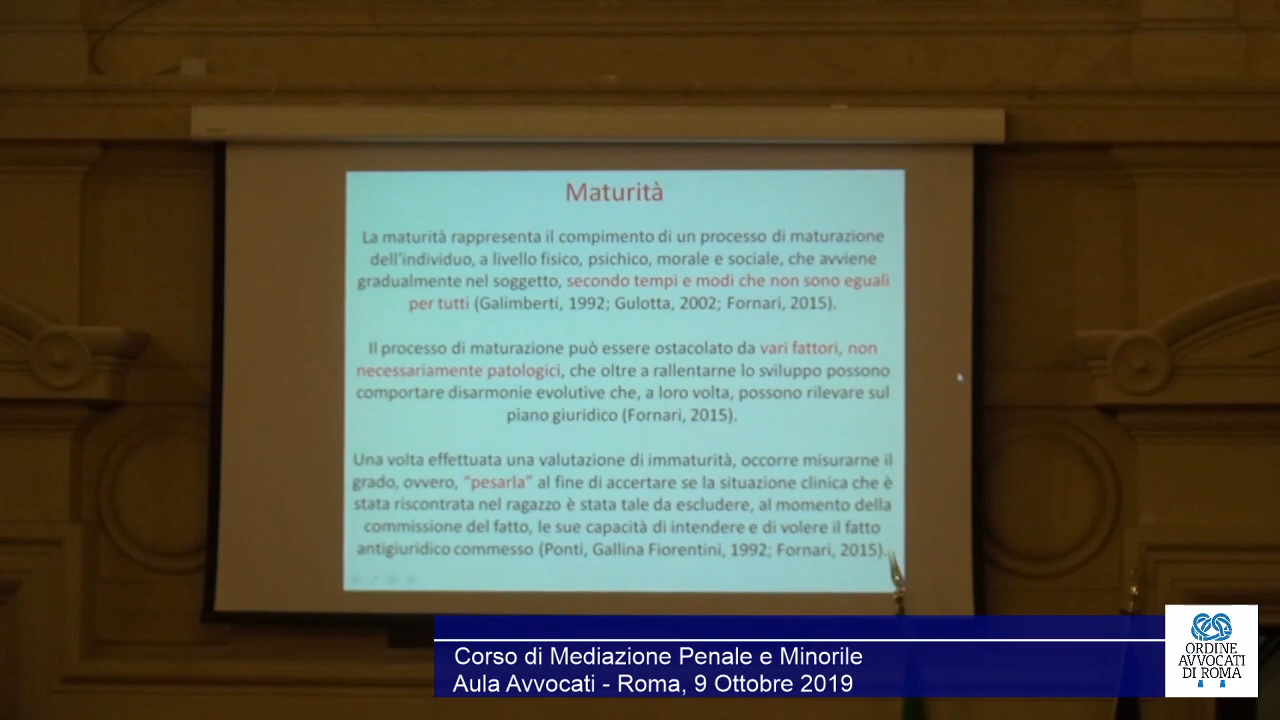 Maturità
La maturità rappresenta il compimento di un processo di maturazione
dell'individuo, a livello fisico, psichico, morale e sociale, che avviene
gradualmente nel soggetto, secondo tempi e modi che non sono eguali
per tutti (Galimberti, 1992; Gulotta, 2002; Fornari, 2015).
Il processo di maturazione può essere ostacolato da vari fattori, non
necessariamente patologici, che oltre a rallentarne lo sviluppo possono
comportare disarmonie evolutive che, a loro volta, possono rilevare sul
piano giuridico (Fornari, 2015).
Una volta effettuata una valutazione di immaturità, occorre misurarne il
grado, ovvero, "pesarla" al fine di accertare se la situazione clinica che è
stata riscontrata nel ragazzo è stata tale da escludere, al momento della
commissione del fatto, le sue capacità di intendere e di volere il fatto
antigiuridico commesso (Ponti, Gallina Fiorentini, 1992; Fornari, 2015).
Corso di Mediazione Penale e Minorile
Aula Avvocati - Roma, 9 Ottobre 2019
ORDINE
AVVOCATI
DI ROMA